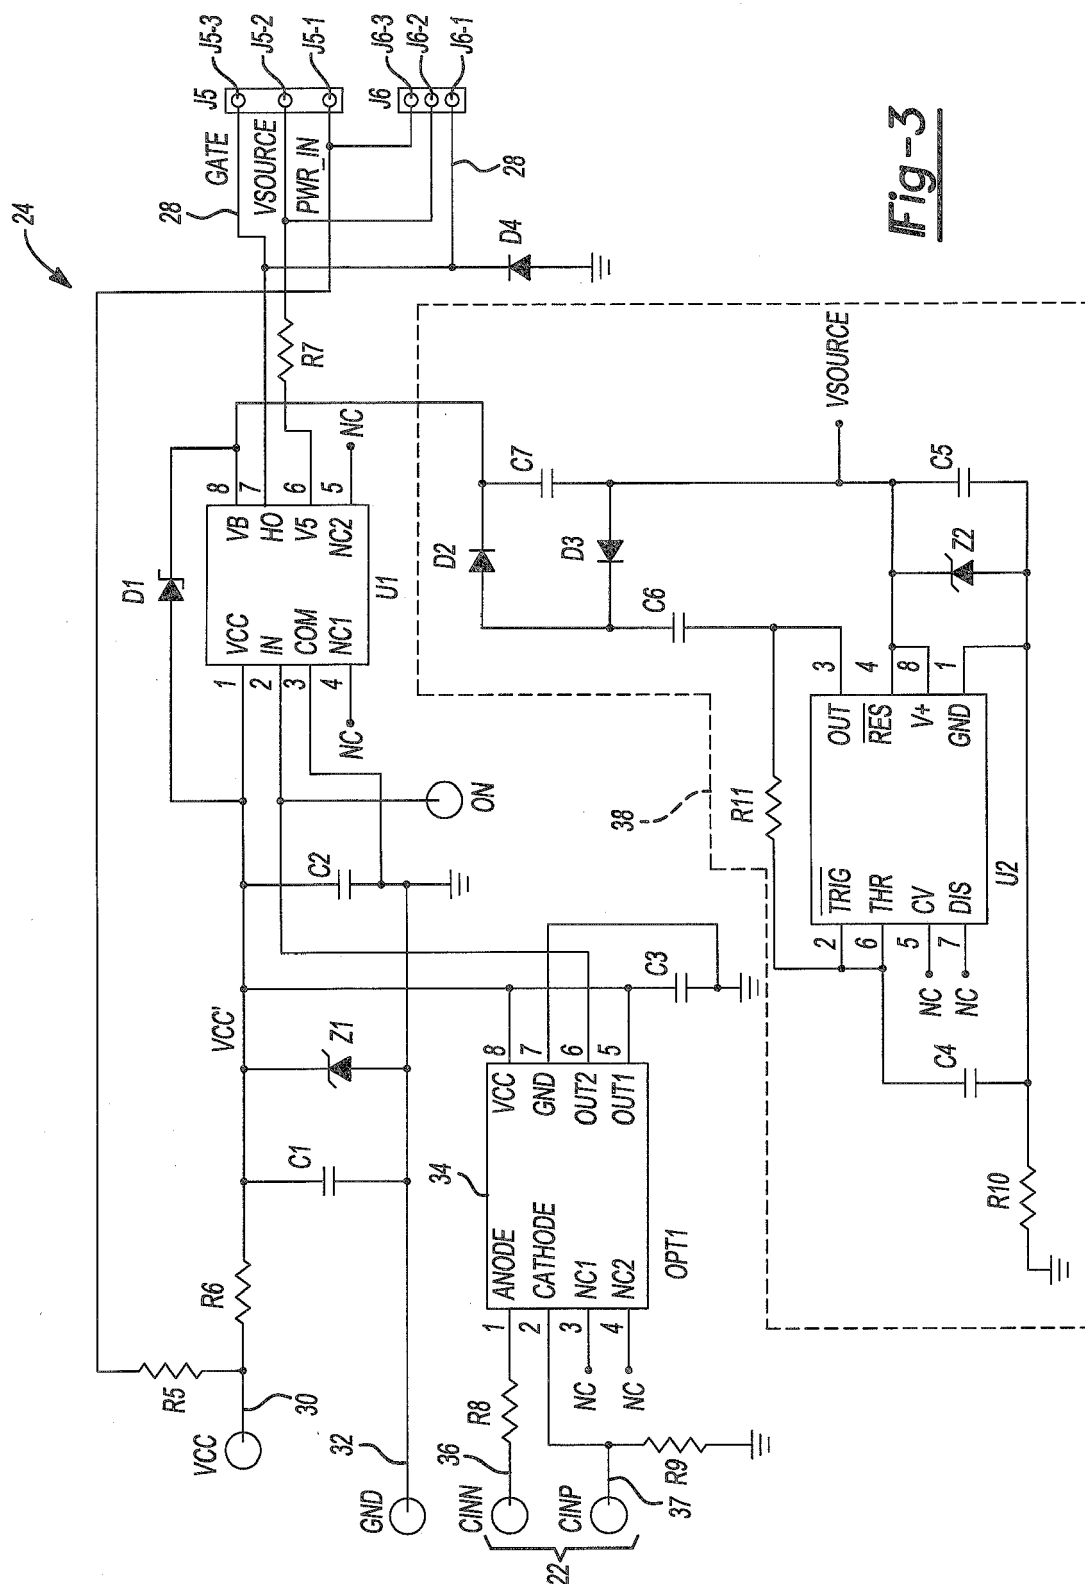 24
GATE
28
VSOURCE
PWR_IN
J5
J5-3
J5-2
J5-1
J6
J6-3
J6-2
J6-1
28
D4
R7
D1
VCC
IN
COM
NC1
VB
HO
V5
NC2
1
2
3
4
8
7
6
5
NC
NC
U1
ON
C2
VCC'
Z1
C1
R6
R5
30
VCC
32
GND
C3
34
ANODE
CATHODE
NC1
NC2
VCC
GND
OUT2
OUT1
1
2
3
4
8
7
6
5
NC
NC
OPT1
R8
36
CINN
CINP
37
R9
22
38
D2
C7
D3
C6
VSOURCE
C5
Z2
R11
TRIG
THR
CV
DIS
OUT
RES
V+
GND
2
6
5
7
3
4
8
1
NC
NC
U2
C4
R10
Fig-3